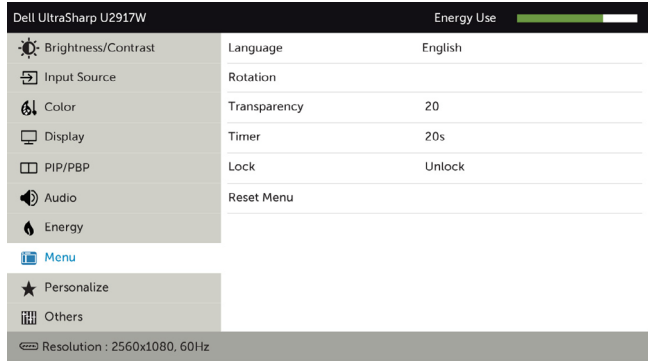 Dell UltraSharp U2917W Energy Use
Brightness/Contrast Language English
Input Source Rotation
Color Transparency 20
Display Timer 20s
PIP/PBP Lock Unlock
Audio Reset Menu
Energy
Menu
Personalize
Others
Resolution : 2560x1080, 60Hz